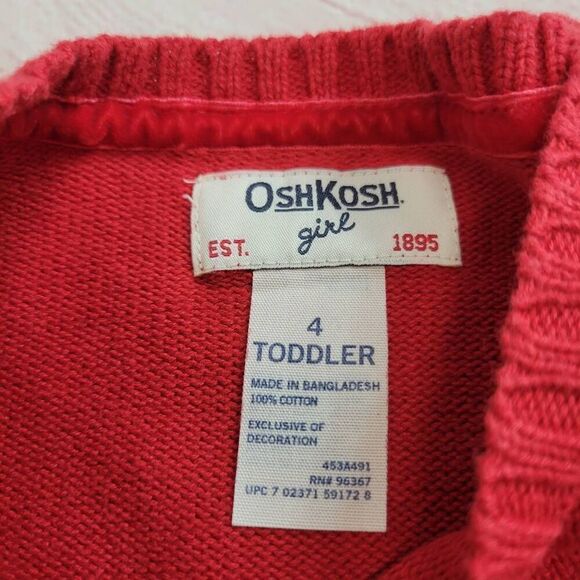 OSHKOSH.
girl
EST. 1895
4
TODDLER
MADE IN BANGLADESH
100% COTTON
EXCLUSIVE OF
DECORATION
453A491
RN# 96367
UPC 7 02371 59172 8